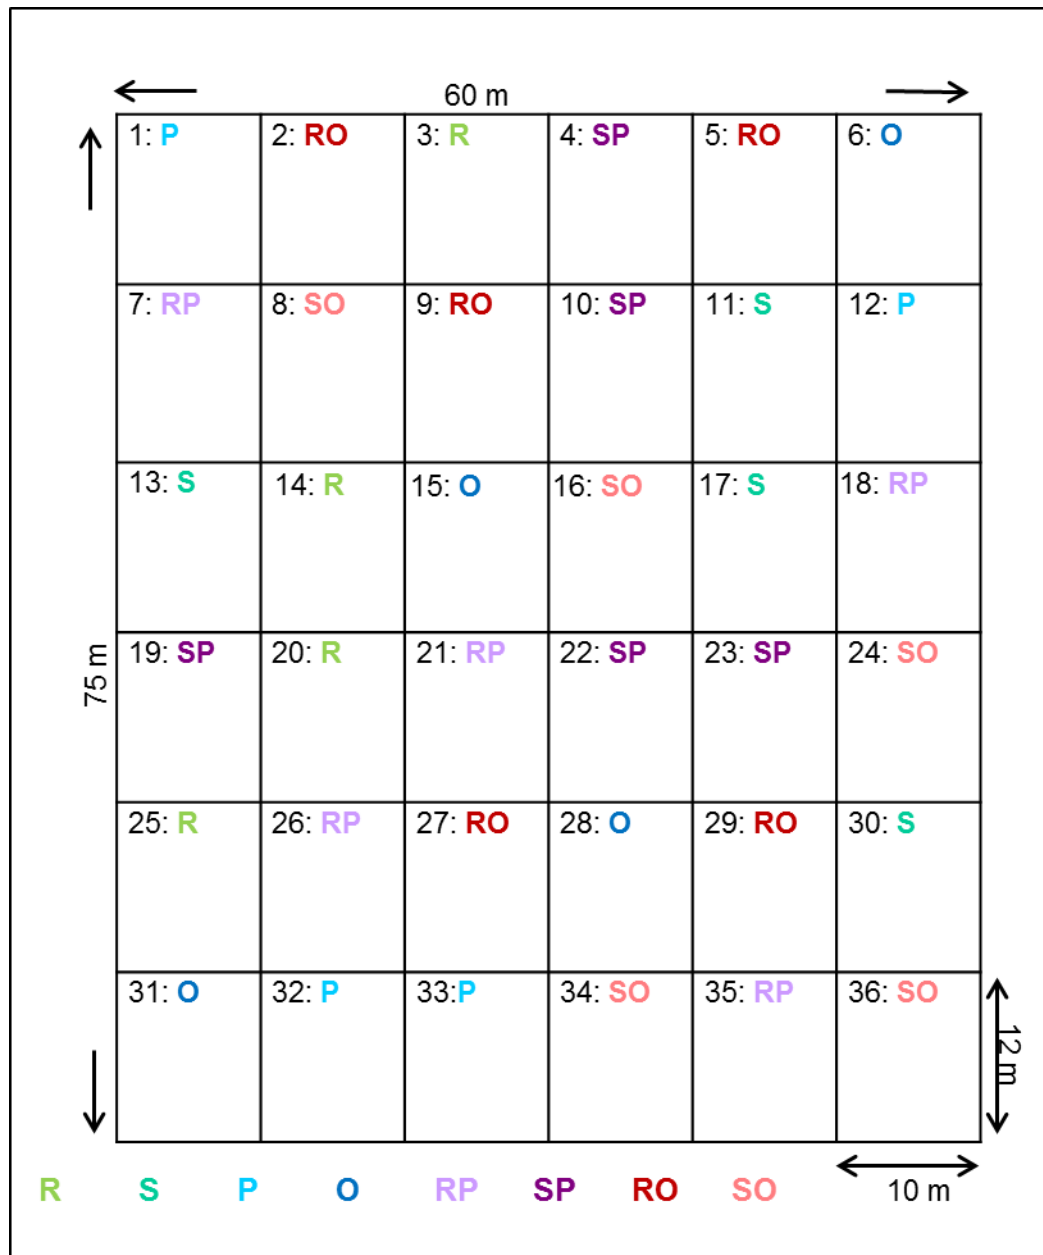 60 m
1: P 2: RO 3: R 4: SP 5: RO 6: O
7: RP 8: SO 9: RO 10: SP 11: S 12: P
13: S 14: R 15: O 16: SO 17: S 18: RP
75 m
19: SP 20: R 21: RP 22: SP 23: SP 24: SO
25: R 26: RP 27: RO 28: O 29: RO 30: S
31: O 32: P 33:P 34: SO 35: RP 36: SO
12 m
R S P O RP SP RO SO 10 m